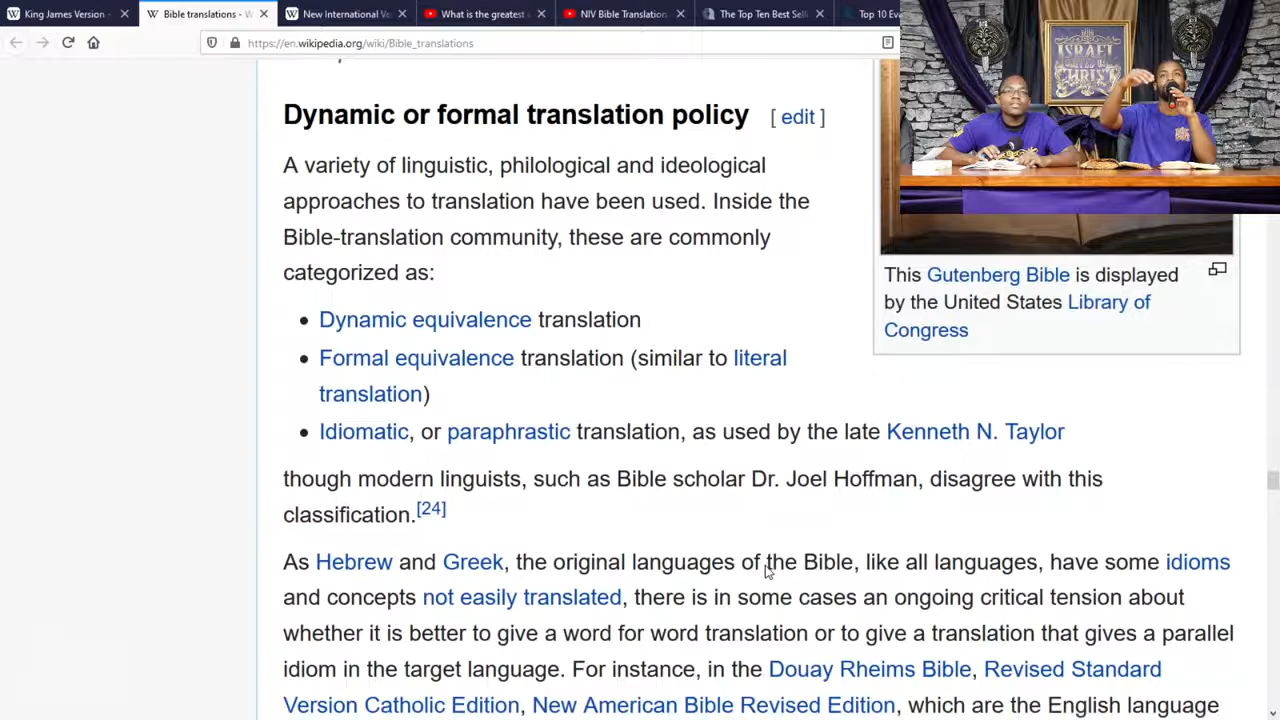 King James Version -
Bible translations - W
New International Ve
What is the greatest
NIV Bible Translation
The Top Ten Best Sell
Top 10 Eva
https://en.wikipedia.org/wiki/Bible_translations
ISRAEL
CHRIST
Dynamic or formal translation policy [ edit ]
A variety of linguistic, philological and ideological
approaches to translation have been used. Inside the
Bible-translation community, these are commonly
categorized as:
• Dynamic equivalence translation
• Formal equivalence translation (similar to literal
translation)
• Idiomatic, or paraphrastic translation, as used by the late Kenneth N. Taylor
though modern linguists, such as Bible scholar Dr. Joel Hoffman, disagree with this
classification.[24]
As Hebrew and Greek, the original languages of the Bible, like all languages, have some idioms
and concepts not easily translated, there is in some cases an ongoing critical tension about
whether it is better to give a word for word translation or to give a translation that gives a parallel
idiom in the target language. For instance, in the Douay Rheims Bible, Revised Standard
Version Catholic Edition, New American Bible Revised Edition, which are the English language
This Gutenberg Bible is displayed
by the United States Library of
Congress